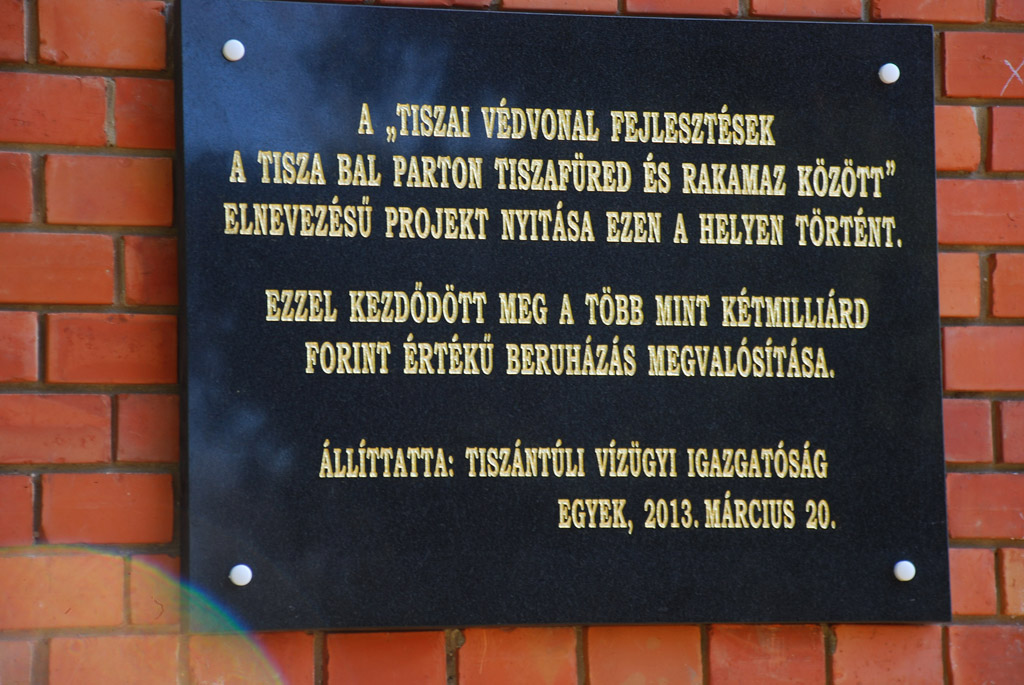 A „TISZAI VÉDVONAL FEJLESZTÉSEK
A TISZA BAL PARTON TISZAFÜRED ÉS RAKAMAZ KÖZÖTT”
ELNEVEZÉSŰ PROJEKT NYITÁSA EZEN A HELYEN TÖRTÉNT.
EZZEL KEZDŐDÖTT MEG A TÖBB MINT KÉTMILLIÁRD
FORINT ÉRTÉKŰ BERUHÁZÁS MEGVALÓSÍTÁSA.
ÁLLÍTTATTA: TISZÁNTÚLI VÍZÜGYI IGAZGATÓSÁG
EGYEK, 2013. MÁRCIUS 20.